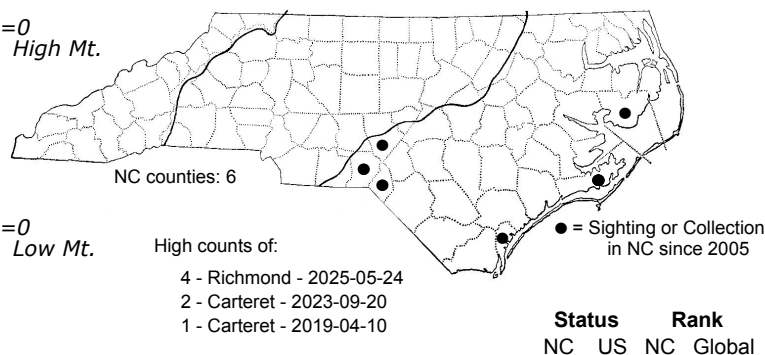 =0
High Mt.
NC counties: 6
=0
Low Mt.
High counts of:
4 - Richmond - 2025-05-24
2 - Carteret - 2023-09-20
1 - Carteret - 2019-04-10
● = Sighting or Collection
in NC since 2005
Status Rank
NC US NC Global